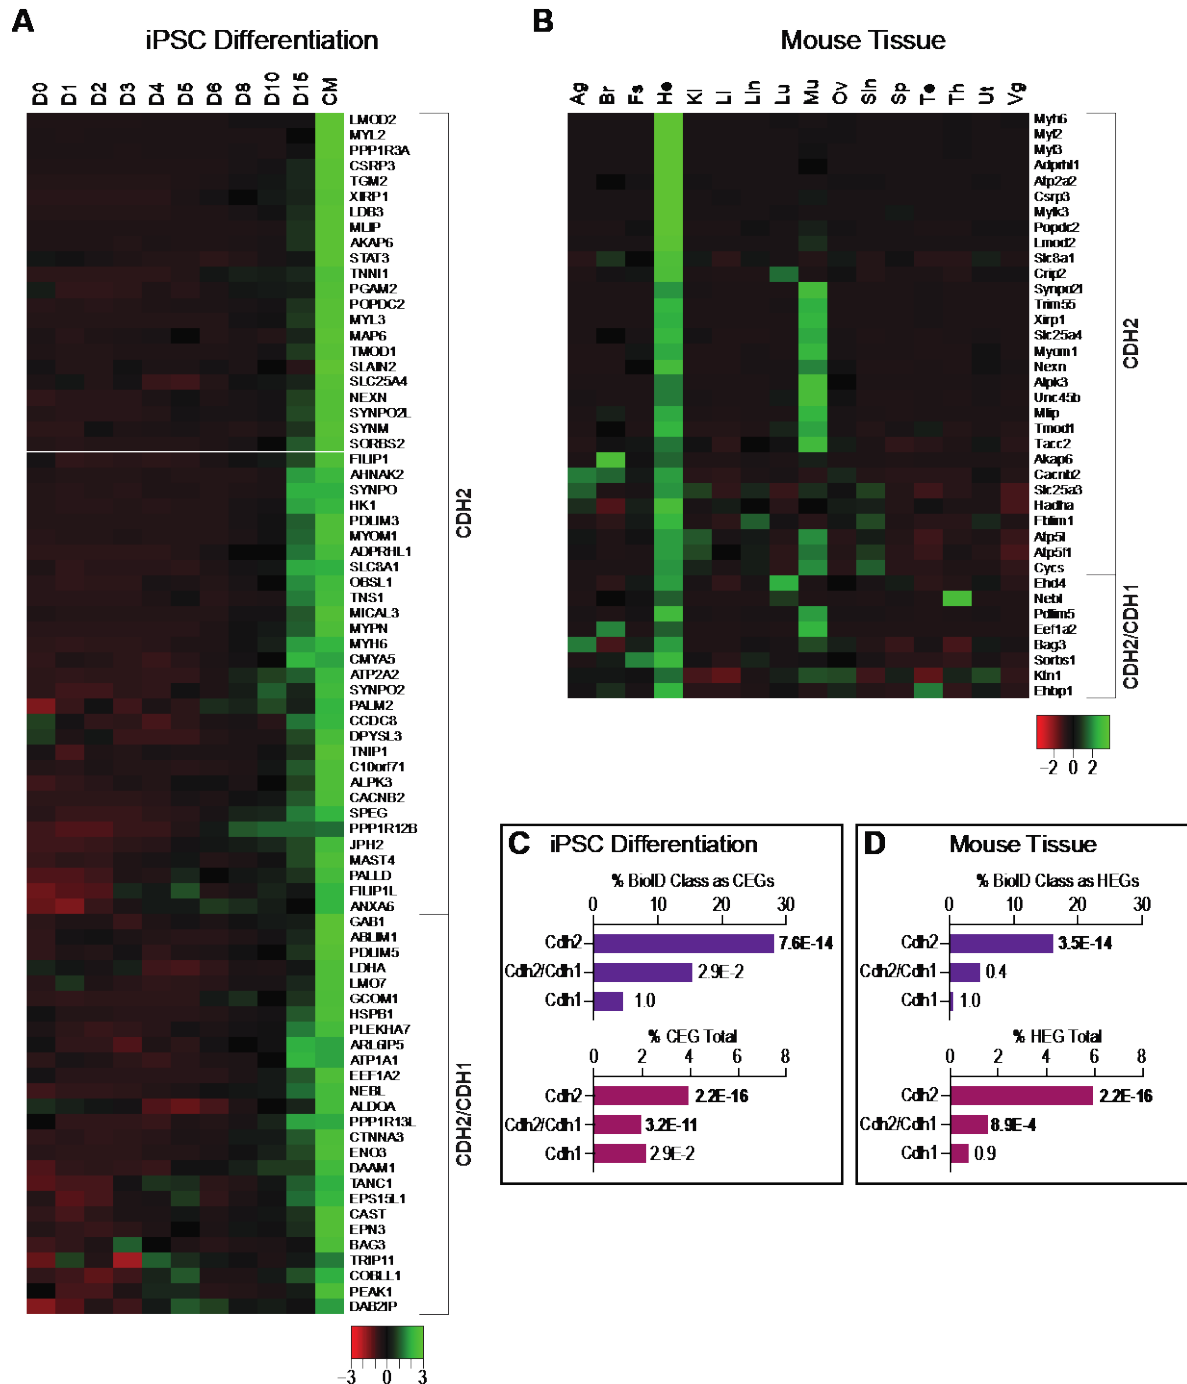 A
iPSC Differentiation
D0 D1 D2 D3 D4 D5 D6 D8 D10 D15 CM
LMOD2
MYL2
PPP1R3A
CSRP3
TGM2
XIRP1
LDB3
MLIP
AKAP6
STAT3
TNNI1
PGAM2
POPDC2
MYL3
MAP6
TMOD1
SLAIN2
SLC25A4
NEXN
SYNPO2L
SYNM
SORBS2
FILIP1
AHNAK2
SYNPO
HK1
PDLIM3
MYOM1
ADPRHL1
SLC8A1
OBSL1
TNS1
MICAL3
MYPN
MYH6
CMYA5
ATP2A2
SYNPO2
PALM2
CCDC8
DPYSL3
TNIP1
C10orf71
ALPK3
CACNB2
SPEG
PPP1R12B
JPH2
MAST4
PALLD
FILIP1L
ANXA6
GAB1
ABLIM1
PDLIM5
LDHA
LMO7
GCOM1
HSPB1
PLEKHA7
ARL6IP5
ATP1A1
EEF1A2
NEBL
ALDOA
PPP1R13L
CTNNA3
ENO3
DAAM1
TANC1
EPS15L1
CAST
EPN3
BAG3
TRIP11
COBLL1
PEAK1
DAB2IP
CDH2
CDH2/CDH1
−3 0 3
B
Mouse Tissue
Ag Br Fs He Ki Li Lin Lu Mu Ov Sin Sp Te Th Ut Vg
Myh6
Myl2
Myl3
Adprhl1
Atp2a2
Csrp3
Mylk3
Popdc2
Lmod2
Slc8a1
Crip2
Synpo2l
Trim55
Xirp1
Slc25a4
Myom1
Nexn
Alpk3
Unc45b
Mlip
Tmod1
Tacc2
Akap6
Cacnb2
Slc25a3
Hadha
Fblim1
Atp5l
Atp5f1
Cycs
Ehd4
Nebl
Pdlim5
Eef1a2
Bag3
Sorbs1
Ktn1
Ehbp1
CDH2
CDH2/CDH1
−2 0 2
C iPSC Differentiation
% BioID Class as CEGs
0 10 20 30
Cdh2 7.6E-14
Cdh2/Cdh1 2.9E-2
Cdh1 1.0
% CEG Total
0 2 4 6 8
Cdh2 2.2E-16
Cdh2/Cdh1 3.2E-11
Cdh1 2.9E-2
D Mouse Tissue
% BioID Class as HEGs
0 10 20 30
Cdh2 3.5E-14
Cdh2/Cdh1 0.4
Cdh1 1.0
% HEG Total
0 2 4 6 8
Cdh2 2.2E-16
Cdh2/Cdh1 8.9E-4
Cdh1 0.9